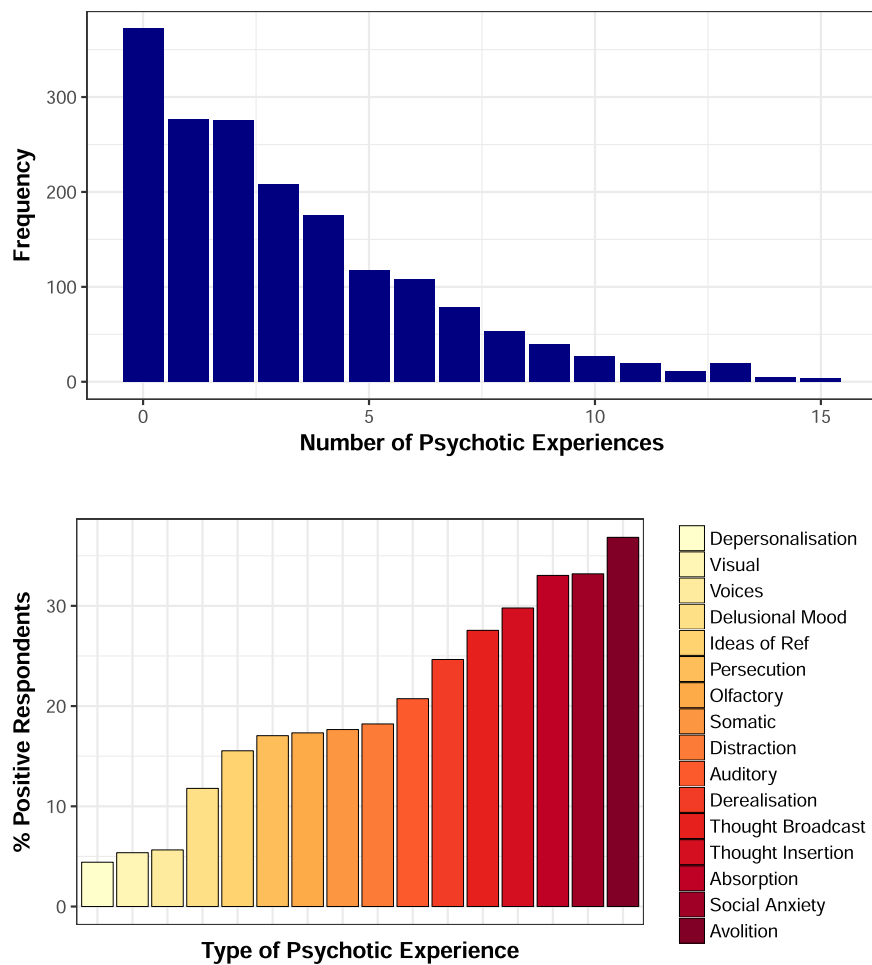 Frequency
300
200
100
0
0 5 10 15
Number of Psychotic Experiences
% Positive Respondents
30
20
10
0
Type of Psychotic Experience
Depersonalisation
Visual
Voices
Delusional Mood
Ideas of Ref
Persecution
Olfactory
Somatic
Distraction
Auditory
Derealisation
Thought Broadcast
Thought Insertion
Absorption
Social Anxiety
Avolition